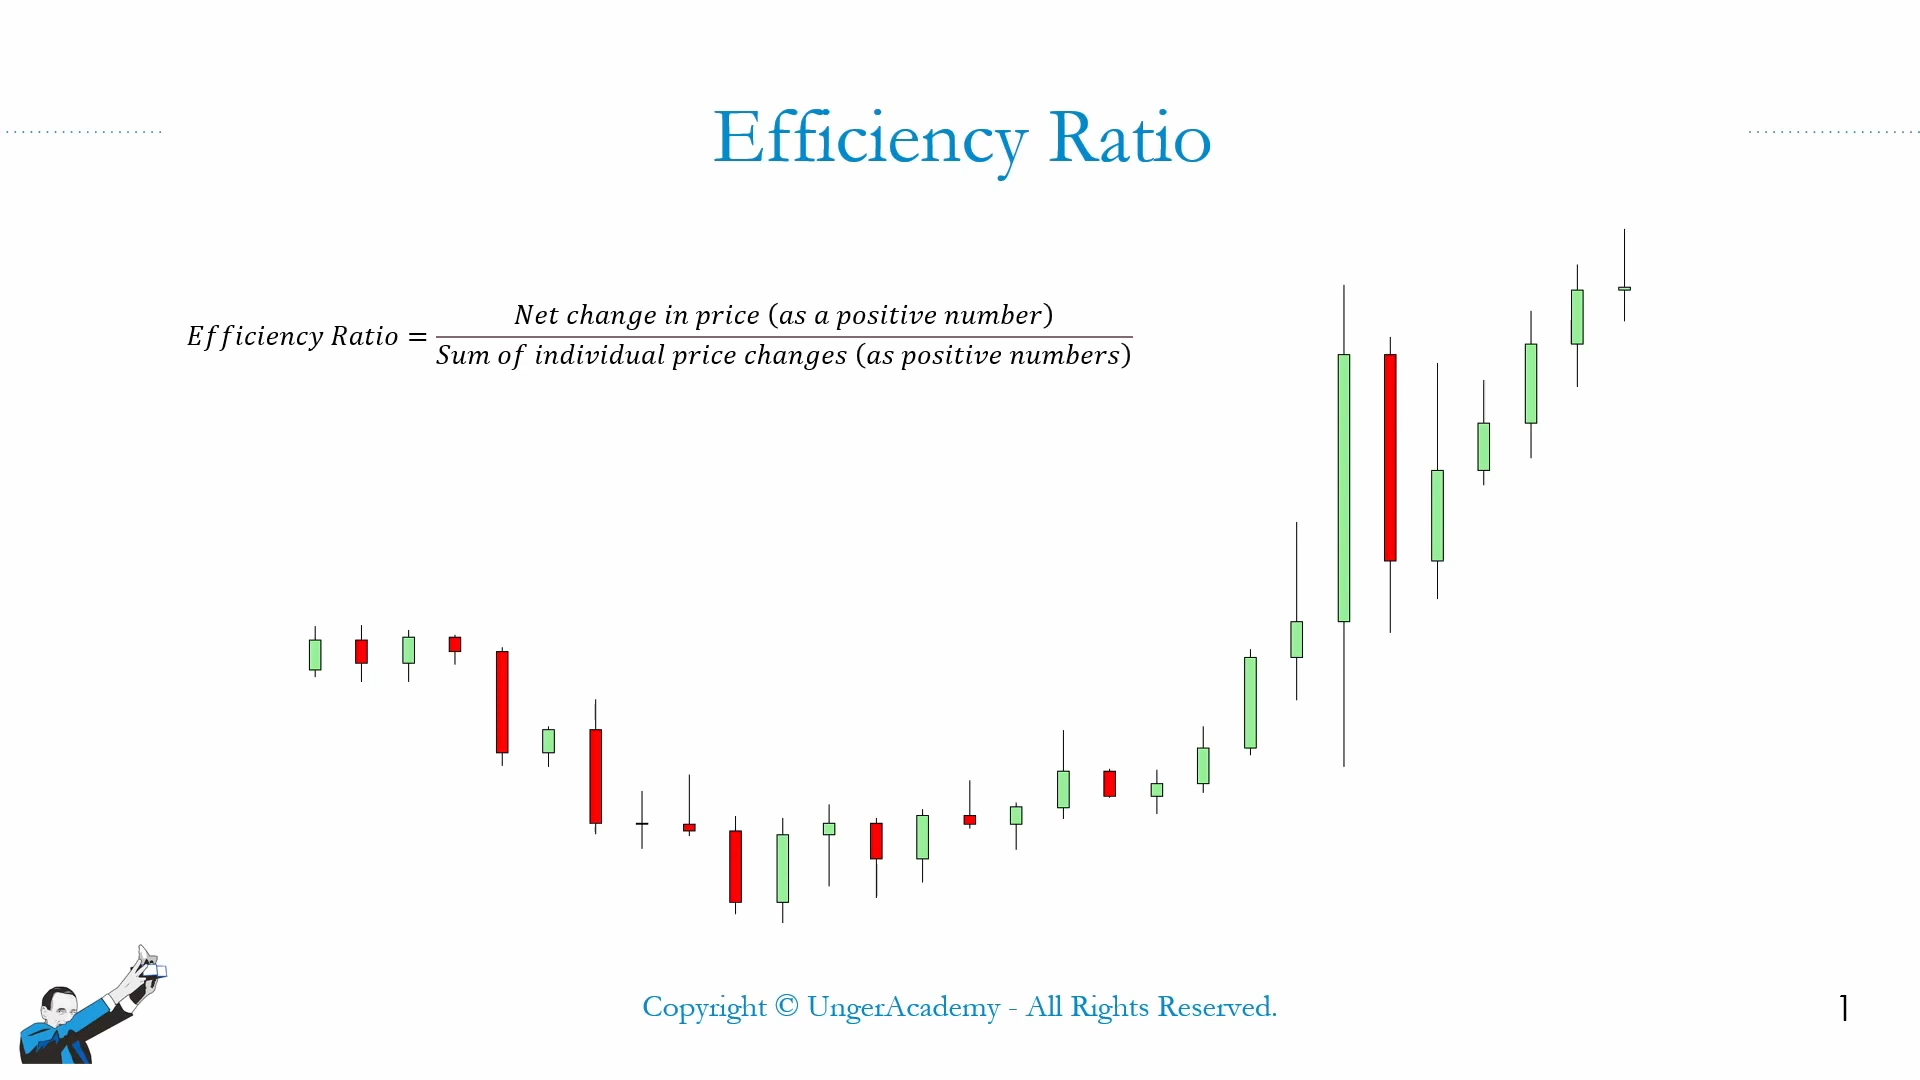 Efficiency Ratio
Efficiency Ratio = Net change in price (as a positive number)
Sum of individual price changes (as positive numbers)
Copyright © UngerAcademy - All Rights Reserved.
1